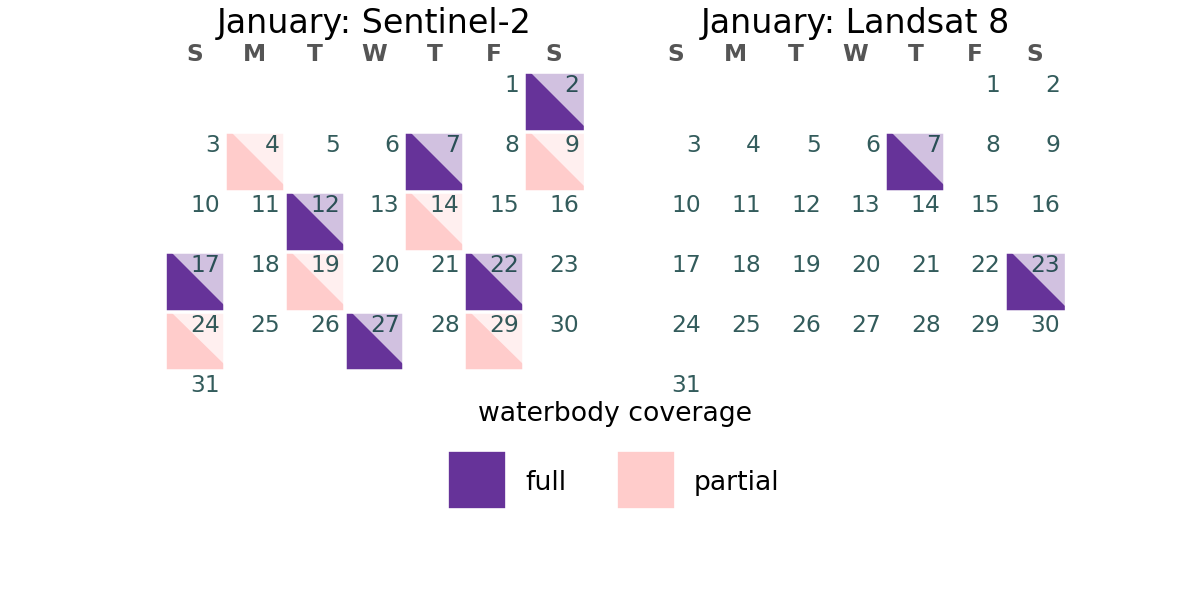 January: Sentinel-2
S M T W T F S
1 2
3 4 5 6 7 8 9
10 11 12 13 14 15 16
17 18 19 20 21 22 23
24 25 26 27 28 29 30
31
January: Landsat 8
S M T W T F S
1 2
3 4 5 6 7 8 9
10 11 12 13 14 15 16
17 18 19 20 21 22 23
24 25 26 27 28 29 30
31
waterbody coverage
full partial